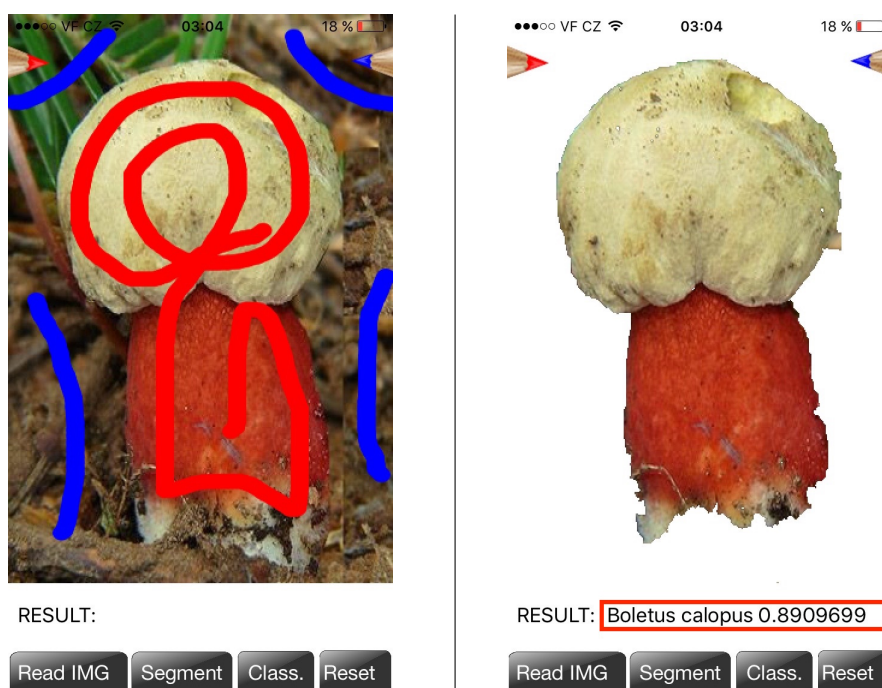 ●●●○○ VF CZ 03:04 18 %
RESULT:
Read IMG Segment Class. Reset
●●●○○ VF CZ 03:04 18 %
RESULT: Boletus calopus 0.8909699
Read IMG Segment Class. Reset